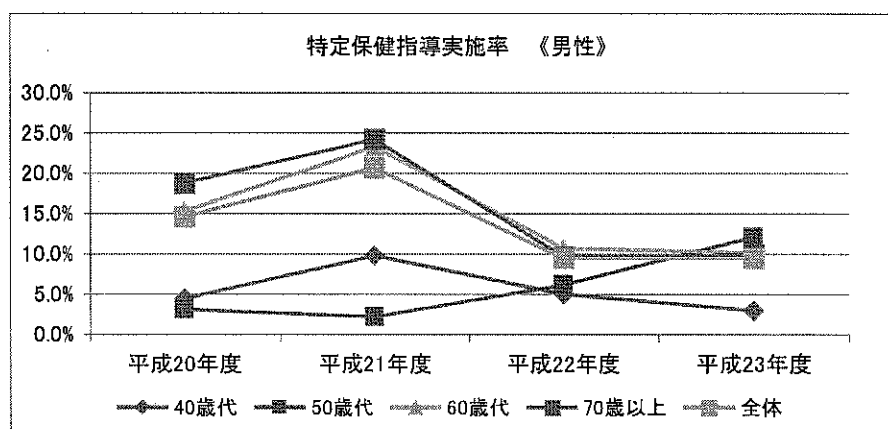 特定保健指導実施率 《男性》
30.0%
25.0%
20.0%
15.0%
10.0%
5.0%
0.0%
平成20年度 平成21年度 平成22年度 平成23年度
40歳代 50歳代 60歳代 70歳以上 全体